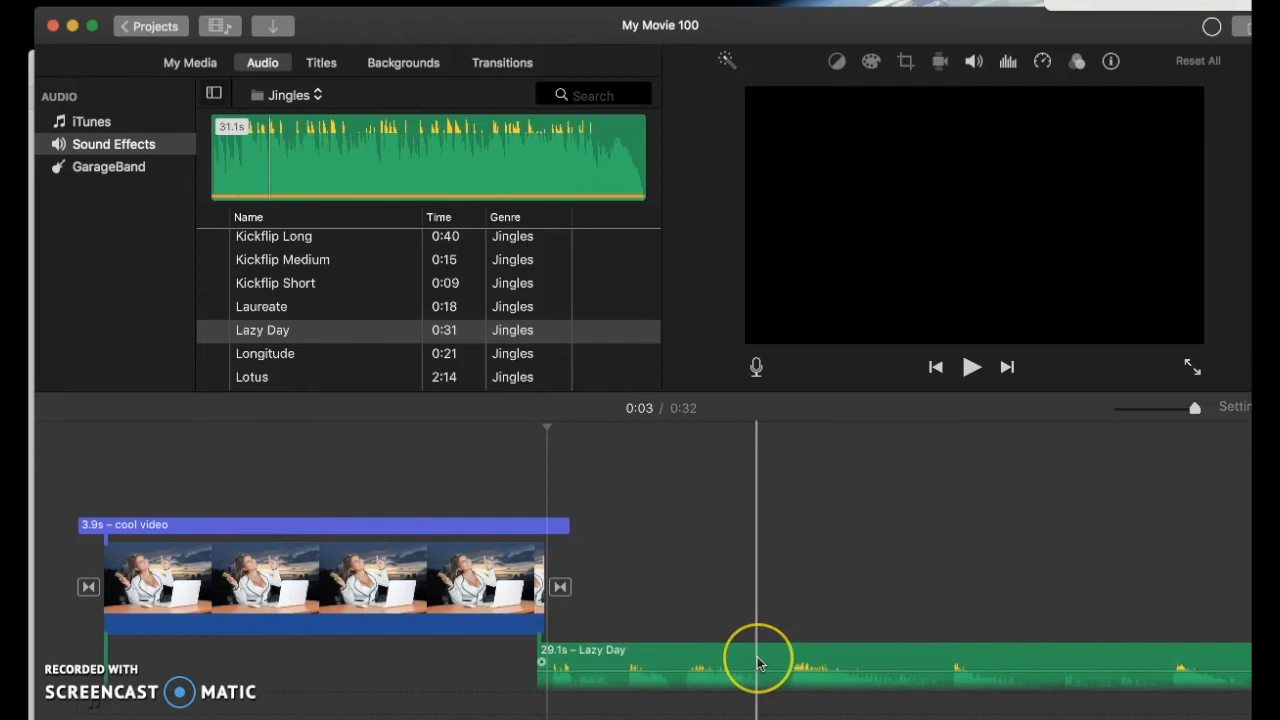 Projects
My Movie 100
My Media Audio Titles Backgrounds Transitions
Reset All
AUDIO
Jingles
Search
iTunes
Sound Effects
GarageBand
31.1s
Name Time Genre
Kickflip Long 0:40 Jingles
Kickflip Medium 0:15 Jingles
Kickflip Short 0:09 Jingles
Laureate 0:18 Jingles
Lazy Day 0:31 Jingles
Longitude 0:21 Jingles
Lotus 2:14 Jingles
0:03 / 0:32
Settin
3.9s – cool video
29.1s – Lazy Day
RECORDED WITH
SCREENCAST MATIC